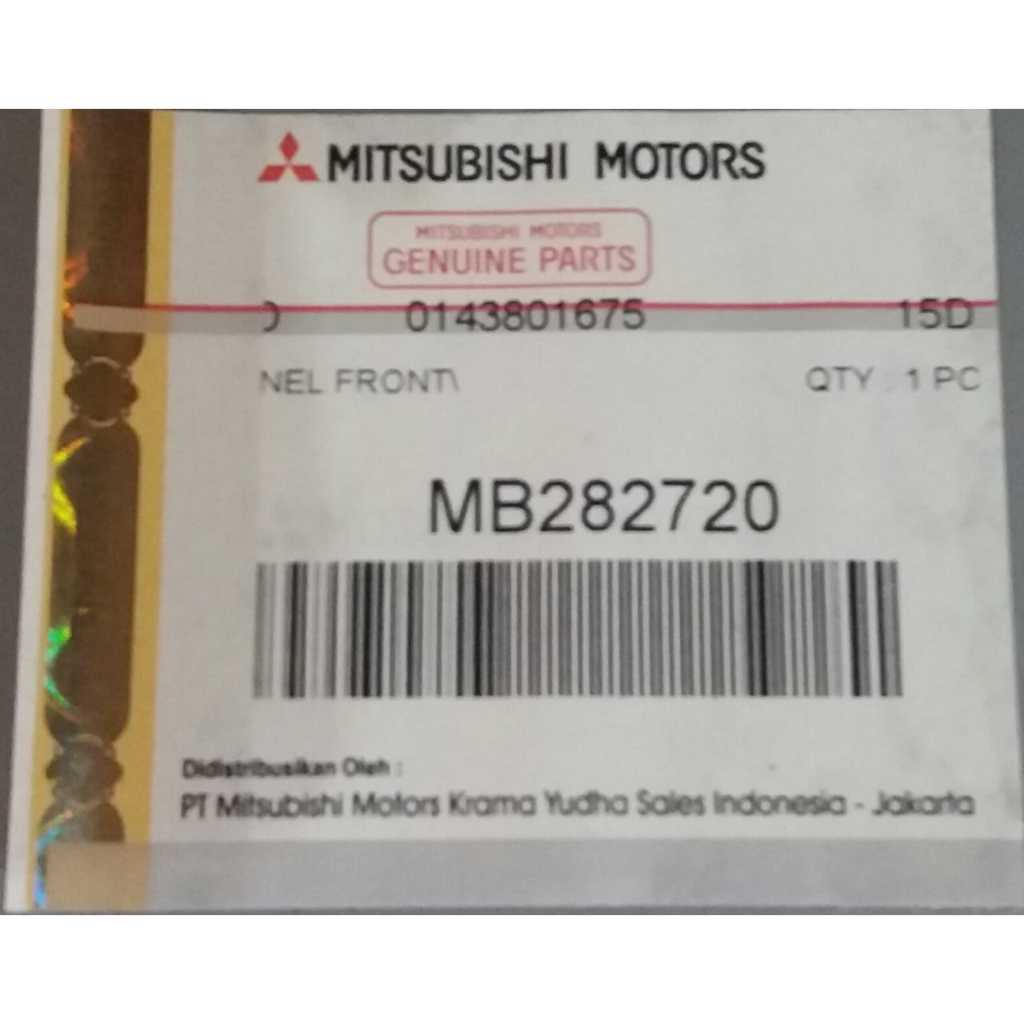 MITSUBISHI MOTORS
MITSUBISHI MOTORS
GENUINE PARTS
0143801675 15D
NEL FRONT\ QTY : 1 PC
MB282720
Didistribusikan Oleh :
PT Mitsubishi Motors Krama Yudha Sales Indonesia - Jakarta